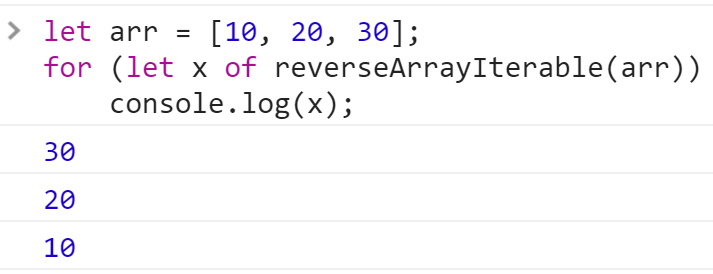 > let arr = [10, 20, 30];
for (let x of reverseArrayIterable(arr))
    console.log(x);
30
20
10